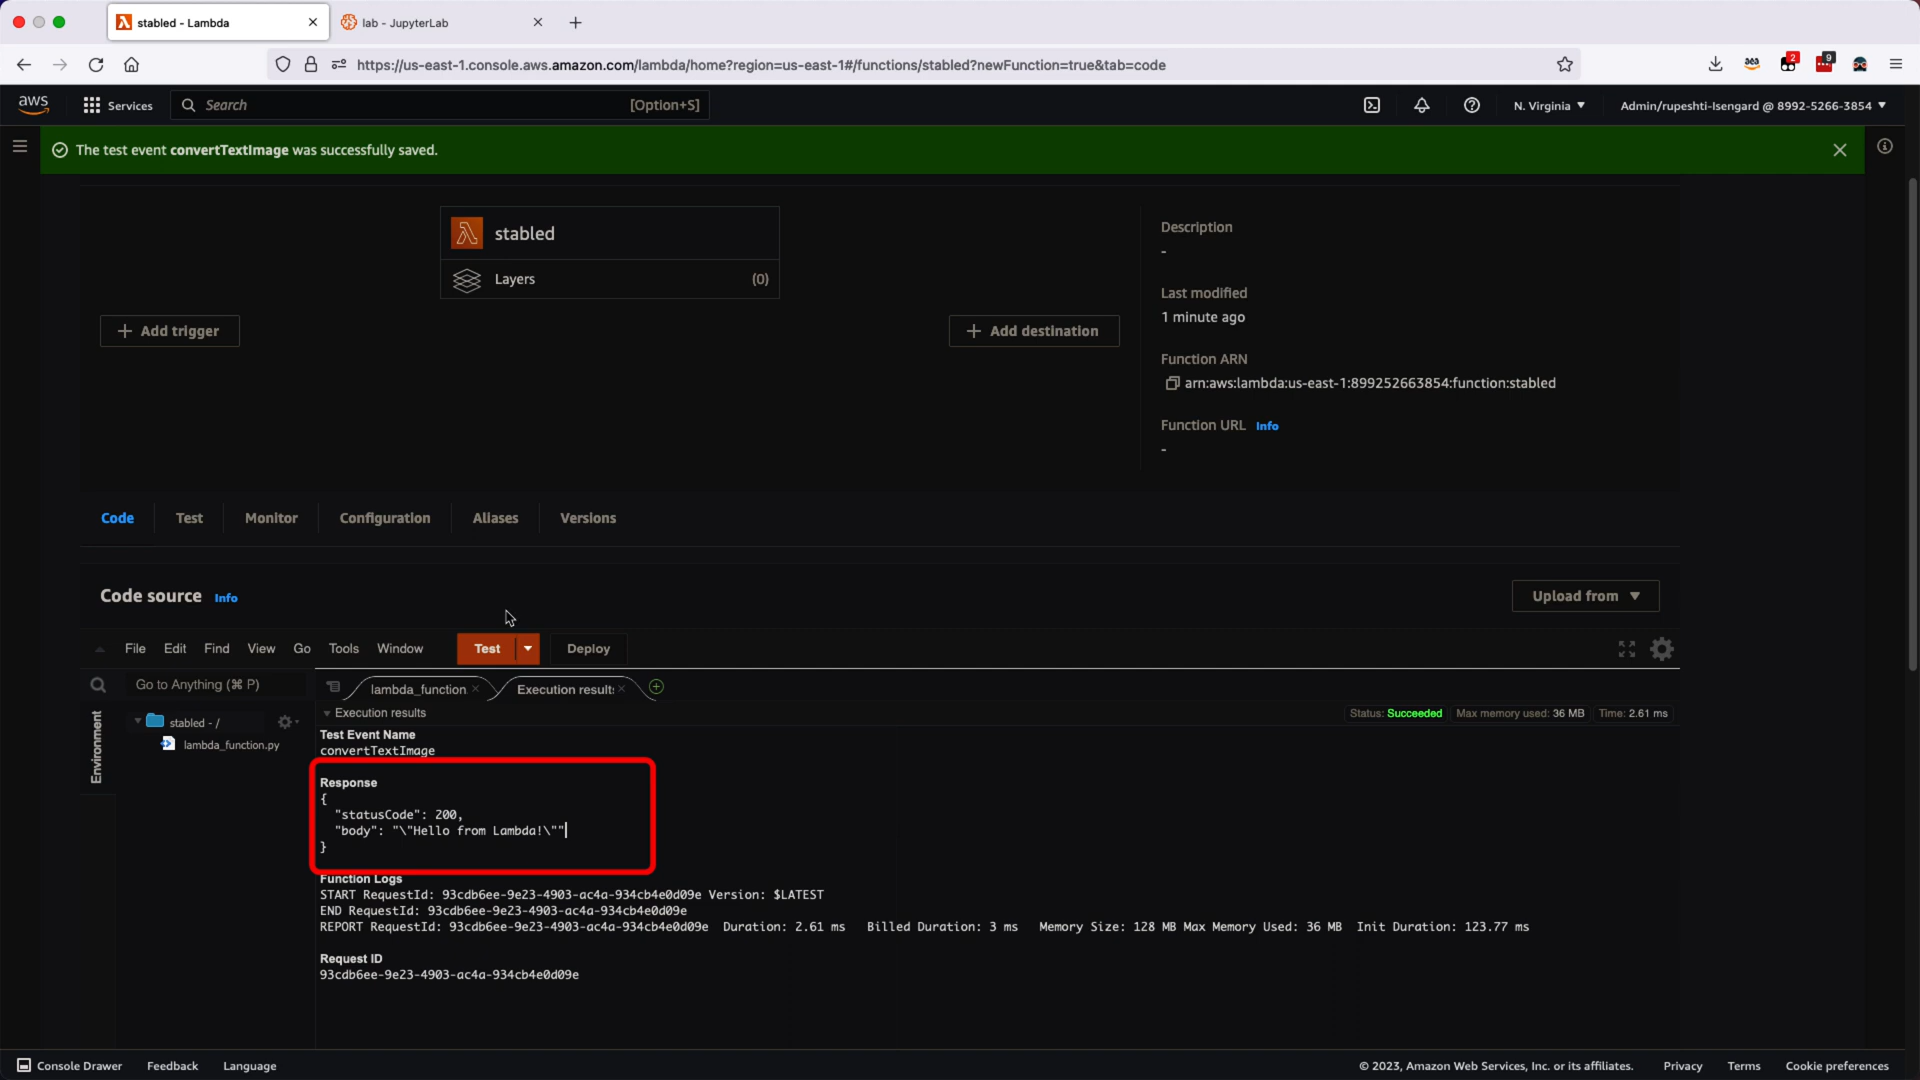 stabled - Lambda
lab - JupyterLab
https://us-east-1.console.aws.amazon.com/lambda/home?region=us-east-1#/functions/stabled?newFunction=true&tab=code
2
9
aws
Services
Search
[Option+S]
N. Virginia
Admin/rupeshti-Isengard @ 8992-5266-3854
The test event convertTextImage was successfully saved.
stabled
Layers
(0)
+ Add trigger
+ Add destination
Description
-
Last modified
1 minute ago
Function ARN
arn:aws:lambda:us-east-1:899252663854:function:stabled
Function URL Info
-
Code
Test
Monitor
Configuration
Aliases
Versions
Code source Info
Upload from
File Edit Find View Go Tools Window
Test
Deploy
Go to Anything (⌘ P)
lambda_function
Execution result:
Environment
stabled - /
lambda_function.py
Execution results
Status: Succeeded
Max memory used: 36 MB
Time: 2.61 ms
Test Event Name
convertTextImage
Response
{
"statusCode": 200,
"body": "\"Hello from Lambda!\""
}
Function Logs
START RequestId: 93cdb6ee-9e23-4903-ac4a-934cb4e0d09e Version: $LATEST
END RequestId: 93cdb6ee-9e23-4903-ac4a-934cb4e0d09e
REPORT RequestId: 93cdb6ee-9e23-4903-ac4a-934cb4e0d09e Duration: 2.61 ms Billed Duration: 3 ms Memory Size: 128 MB Max Memory Used: 36 MB Init Duration: 123.77 ms
Request ID
93cdb6ee-9e23-4903-ac4a-934cb4e0d09e
Console Drawer
Feedback
Language
© 2023, Amazon Web Services, Inc. or its affiliates.
Privacy
Terms
Cookie preferences